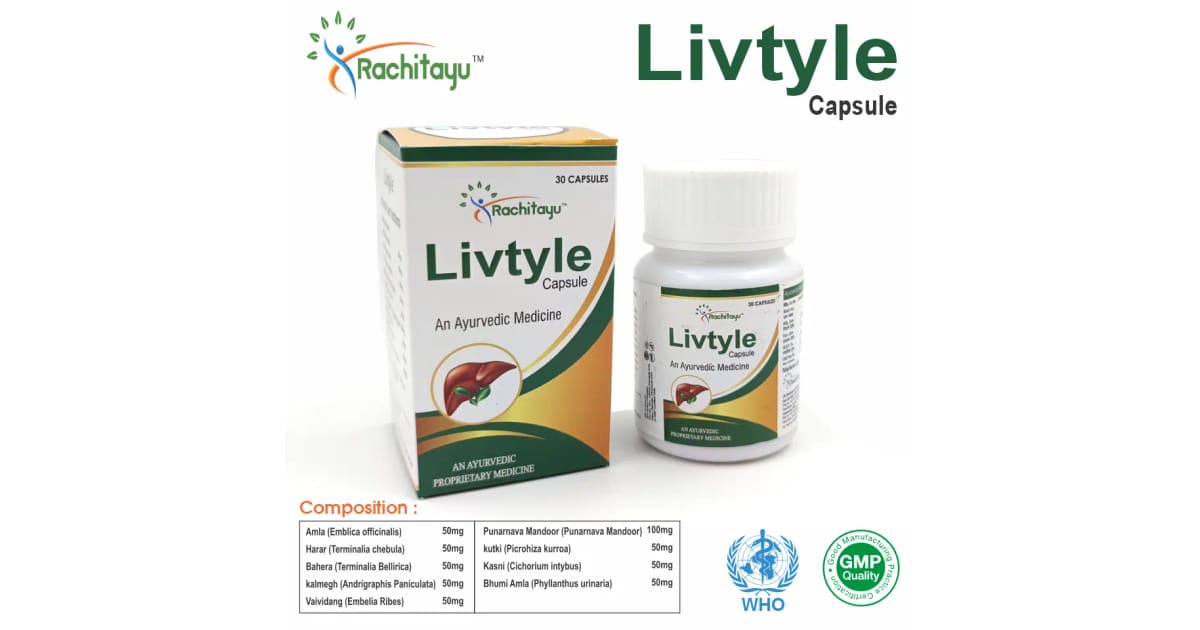 Rachitayu™
Livtyle
Capsule
Livtyle
30 CAPSULES
Rachitayu™
Livtyle
Capsule
An Ayurvedic Medicine
AN AYURVEDIC
PROPRIETARY MEDICINE
30 CAPSULES
Rachitayu™
Livtyle
Capsule
An Ayurvedic Medicine
AN AYURVEDIC
PROPRIETARY MEDICINE
Composition :
Amla (Emblica officinalis) 50mg
Harar (Terminalia chebula) 50mg
Bahera (Terminalia Bellirica) 50mg
kalmegh (Andrigraphis Paniculata) 50mg
Vaividang (Embelia Ribes) 50mg
Punarnava Mandoor (Punarnava Mandoor) 100mg
kutki (Picrohiza kurroa) 50mg
Kasni (Cichorium intybus) 50mg
Bhumi Amla (Phyllanthus urinaria) 50mg
WHO
Good Manufacturing Practice Certification
GMP
Quality